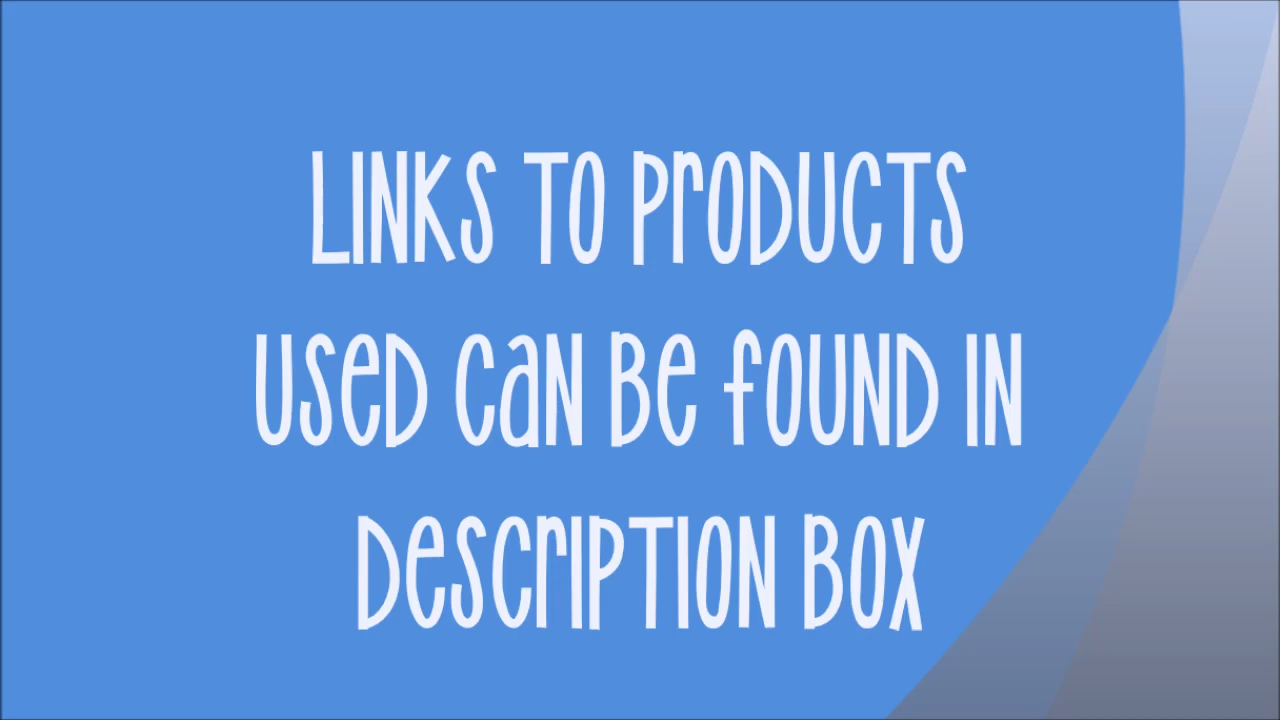 LINKS TO PrODUCTS
USeD CaN Be fOUND IN
DeSCrIPTION BOX